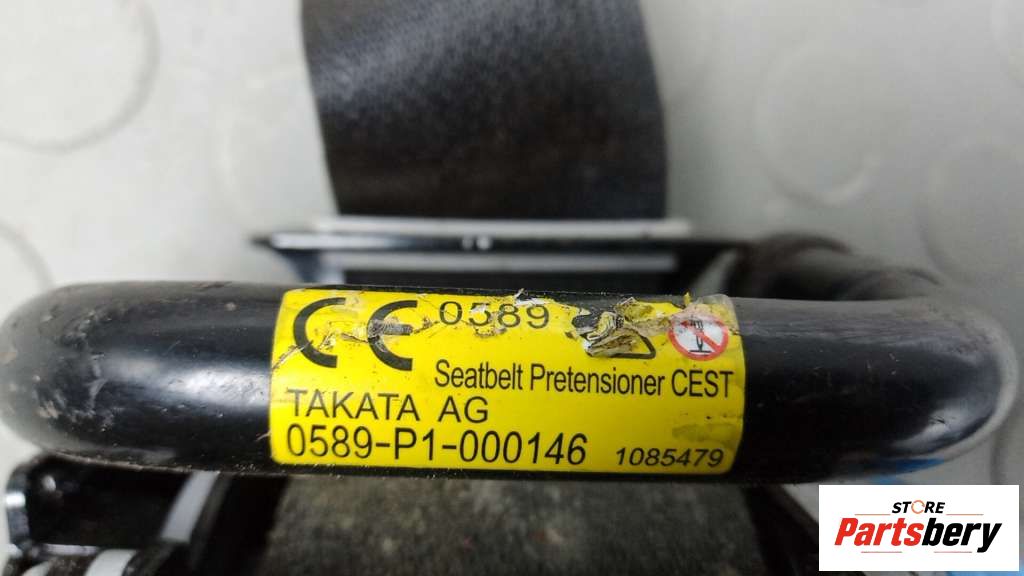 CE 0589
Seatbelt Pretensioner CEST
TAKATA AG
0589-P1-000146 1085479
STORE
Partsbery